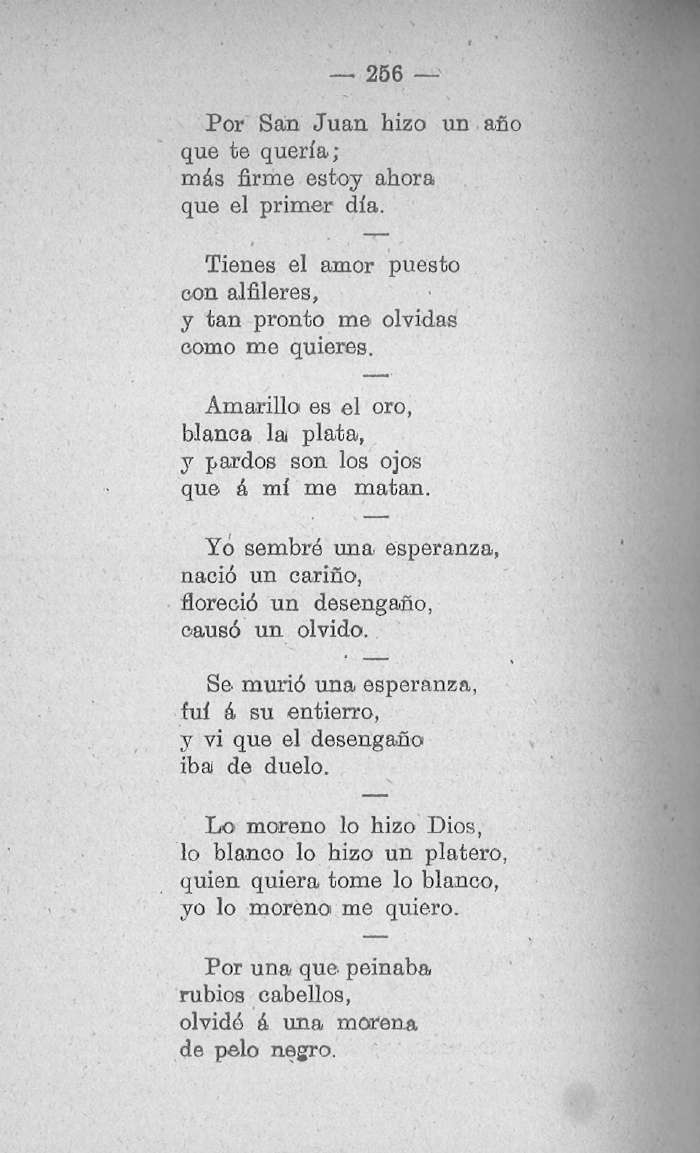 — 256 —
Por San Juan hizo un año
que te quería;
más firme estoy ahora
que el primer día.
—
Tienes el amor puesto
con alfileres,
y tan pronto me olvidas
como me quieres.
—
Amarillo es el oro,
blanca la plata,
y pardos son los ojos
que á mí me matan.
—
Yo sembré una esperanza,
nació un cariño,
floreció un desengaño,
causó un olvido.
—
Se murió una esperanza,
fuí á su entierro,
y vi que el desengaño
iba de duelo.
—
Lo moreno lo hizo Dios,
lo blanco lo hizo un platero,
quien quiera tome lo blanco,
yo lo moreno me quiero.
—
Por una que peinaba
rubios cabellos,
olvidé á una morena
de pelo negro.